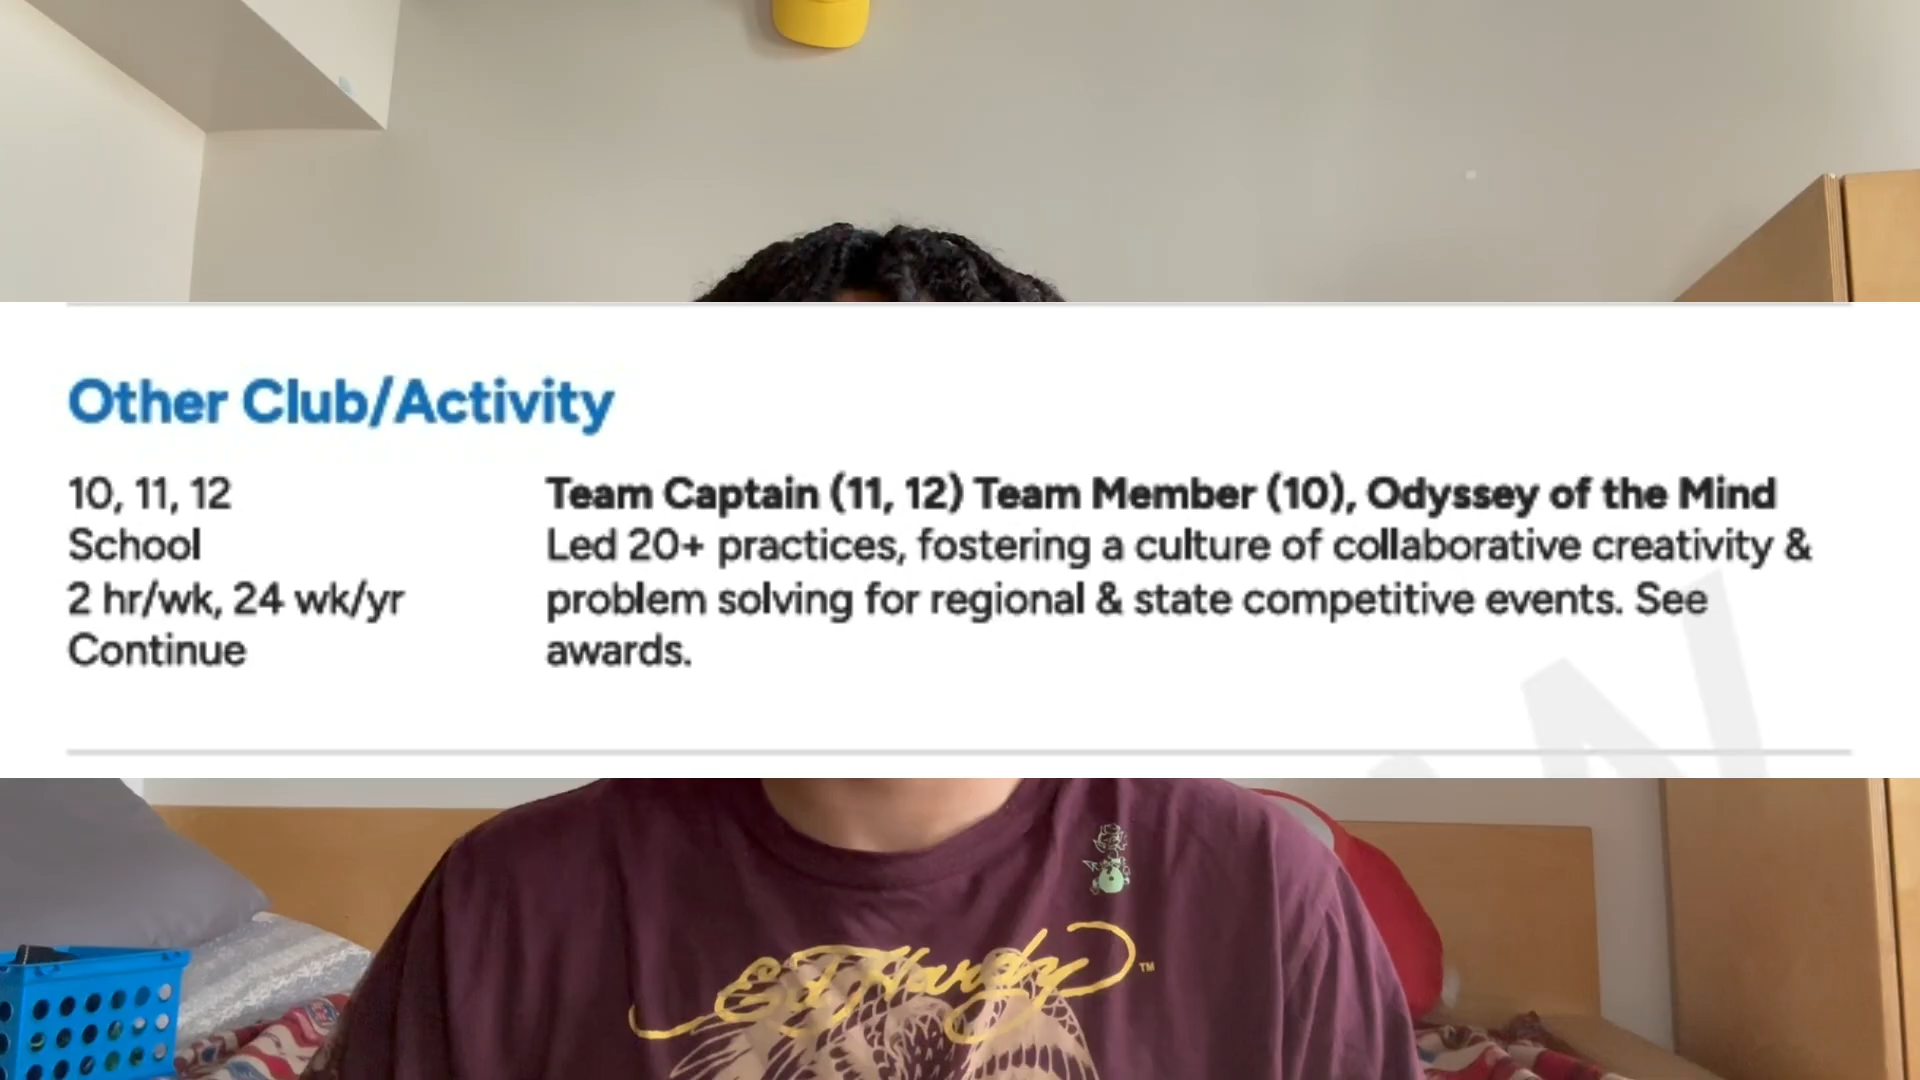 Other Club/Activity
10, 11, 12
School
2 hr/wk, 24 wk/yr
Continue
Team Captain (11, 12) Team Member (10), Odyssey of the Mind
Led 20+ practices, fostering a culture of collaborative creativity &
problem solving for regional & state competitive events. See
awards.
Ed Hardy TM